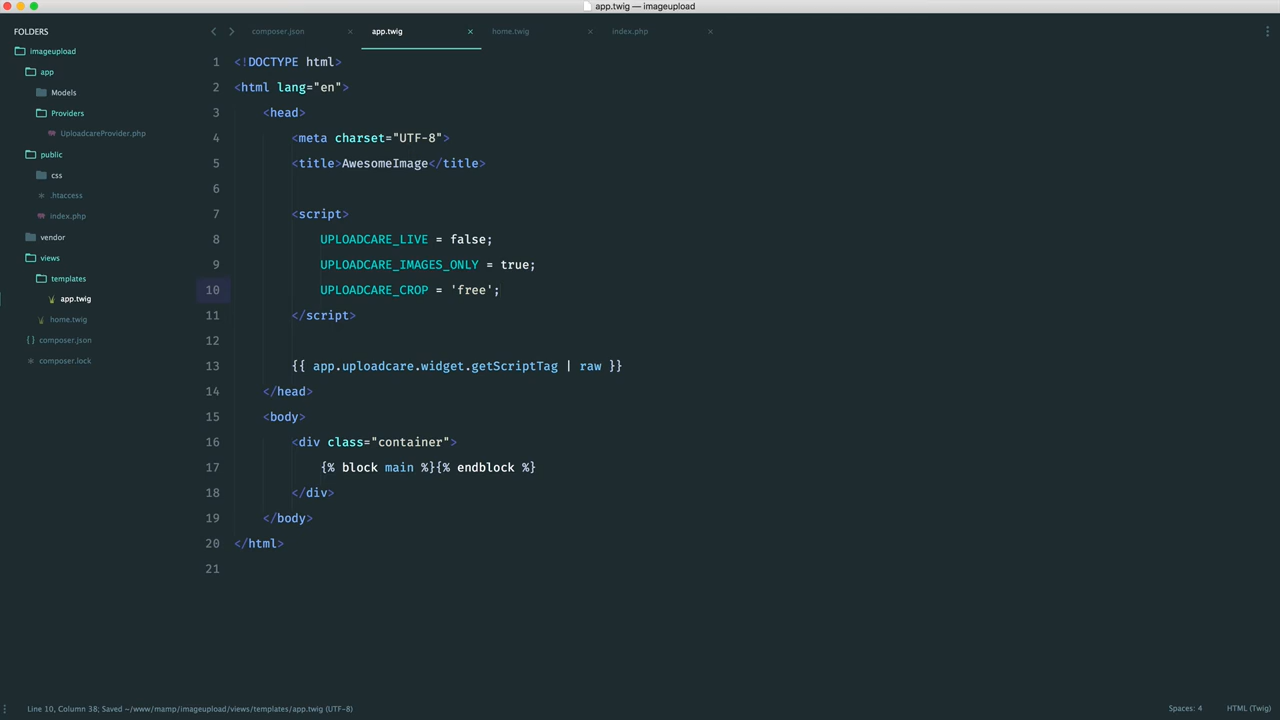 app.twig — imageupload
FOLDERS
imageupload
app
Models
Providers
UploadcareProvider.php
public
css
.htaccess
index.php
vendor
views
templates
app.twig
home.twig
composer.json
composer.lock
composer.json × app.twig × home.twig × index.php ×
1 <!DOCTYPE html>
2 <html lang="en">
3 <head>
4 <meta charset="UTF-8">
5 <title>AwesomeImage</title>
6
7 <script>
8 UPLOADCARE_LIVE = false;
9 UPLOADCARE_IMAGES_ONLY = true;
10 UPLOADCARE_CROP = 'free';
11 </script>
12
13 {{ app.uploadcare.widget.getScriptTag | raw }}
14 </head>
15 <body>
16 <div class="container">
17 {% block main %}{% endblock %}
18 </div>
19 </body>
20 </html>
21
Line 10, Column 38; Saved ~/www/mamp/imageupload/views/templates/app.twig (UTF-8)
Spaces: 4 HTML (Twig)